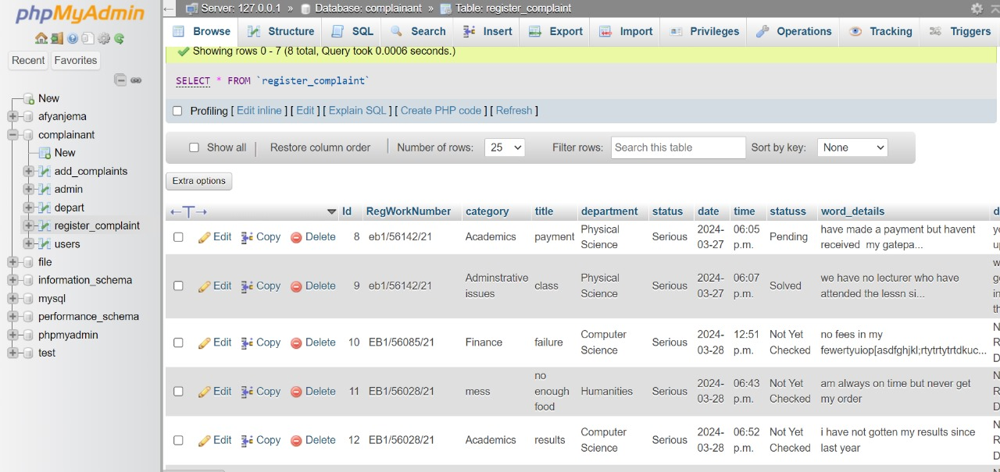 phpMyAdmin
Recent Favorites
New
afyanjema
complainant
New
add_complaints
admin
depart
register_complaint
users
file
information_schema
mysql
performance_schema
phpmyadmin
test
Server: 127.0.0.1 » Database: complainant » Table: register_complaint
Browse Structure SQL Search Insert Export Import Privileges Operations Tracking Triggers
Showing rows 0 - 7 (8 total, Query took 0.0006 seconds.)
SELECT * FROM `register_complaint`
Profiling [ Edit inline ] [ Edit ] [ Explain SQL ] [ Create PHP code ] [ Refresh ]
Show all Restore column order Number of rows: 25 Filter rows: Search this table Sort by key: None
Extra options
←T→ Id RegWorkNumber category title department status date time statuss word_details
Edit Copy Delete 8 eb1/56142/21 Academics payment Physical Science Serious 2024-03-27 06:05 p.m. Pending have made a payment but havent received my gatepa...
Edit Copy Delete 9 eb1/56142/21 Adminstrative issues class Physical Science Serious 2024-03-27 06:07 p.m. Solved we have no lecturer who have attended the lessn si...
Edit Copy Delete 10 EB1/56085/21 Finance failure Computer Science Serious 2024-03-28 12:51 p.m. Not Yet Checked no fees in my fewertyuiop[asdfghjkl;rtytrtytrtdkuc...
Edit Copy Delete 11 EB1/56028/21 mess no enough food Humanities Serious 2024-03-28 06:43 p.m. Not Yet Checked am always on time but never get my order
Edit Copy Delete 12 EB1/56028/21 Academics results Computer Science Serious 2024-03-28 06:52 p.m. Not Yet Checked i have not gotten my results since last year